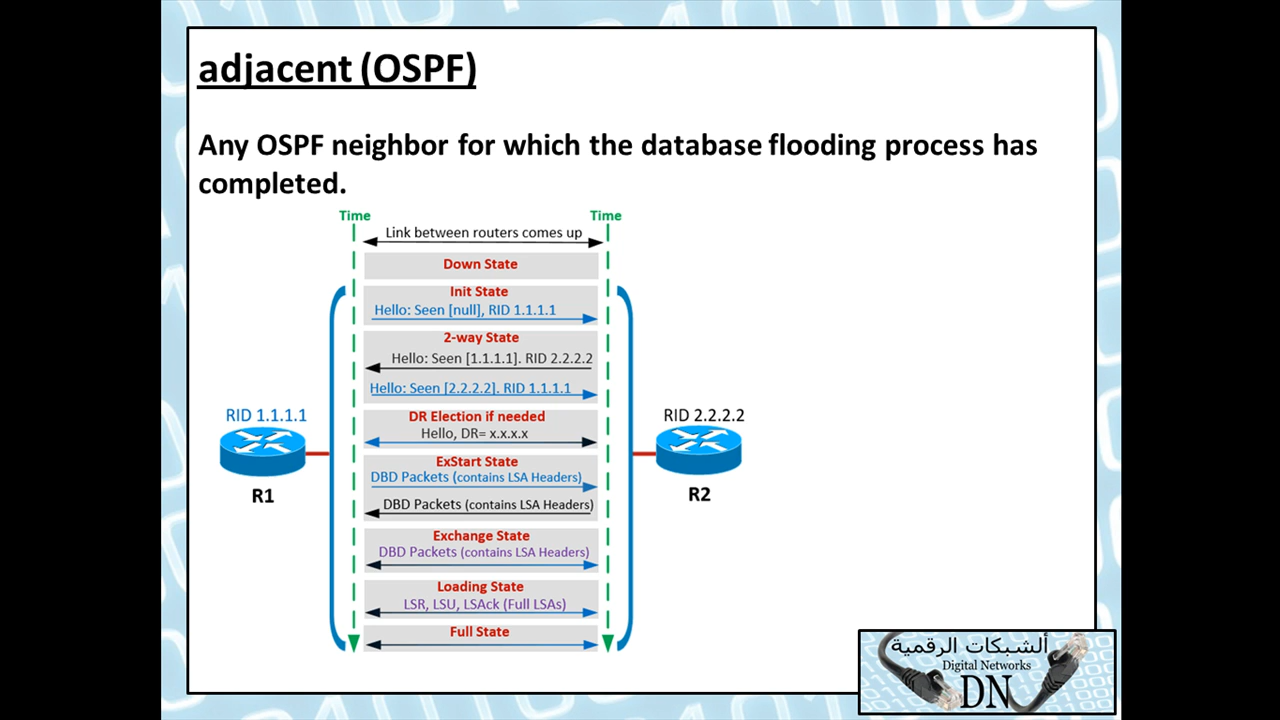 adjacent (OSPF)
Any OSPF neighbor for which the database flooding process has
completed.
Time Time
Link between routers comes up
Down State
Init State
Hello: Seen [null], RID 1.1.1.1
2-way State
Hello: Seen [1.1.1.1]. RID 2.2.2.2
Hello: Seen [2.2.2.2]. RID 1.1.1.1
DR Election if needed
Hello, DR= x.x.x.x
RID 1.1.1.1
R1
RID 2.2.2.2
R2
ExStart State
DBD Packets (contains LSA Headers)
DBD Packets (contains LSA Headers)
Exchange State
DBD Packets (contains LSA Headers)
Loading State
LSR, LSU, LSAck (Full LSAs)
Full State
ألشبكات الرقمية
Digital Networks
DN